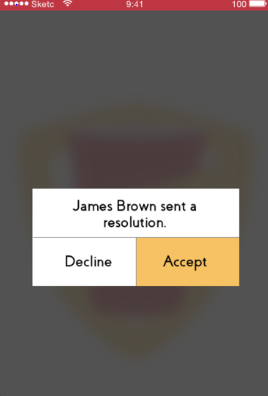 Sketc 9:41 100
James Brown sent a
resolution.
Decline Accept